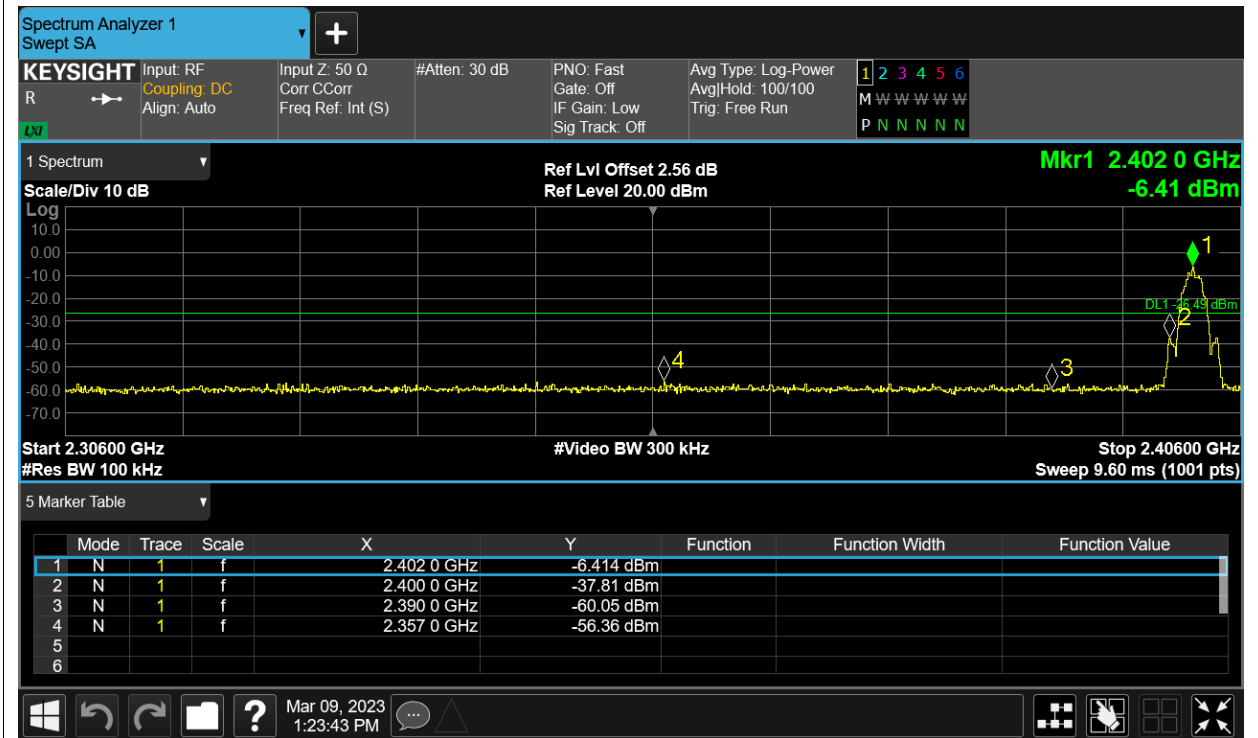 Spectrum Analyzer 1
Swept SA
KEYSIGHT
R
LXI
Input: RF
Coupling: DC
Align: Auto
Input Z: 50 Ω
Corr CCorr
Freq Ref: Int (S)
#Atten: 30 dB
PNO: Fast
Gate: Off
IF Gain: Low
Sig Track: Off
Avg Type: Log-Power
Avg|Hold: 100/100
Trig: Free Run
1 2 3 4 5 6
M W W W W W
P N N N N N
1 Spectrum
Scale/Div 10 dB
Ref Lvl Offset 2.56 dB
Ref Level 20.00 dBm
Mkr1 2.402 0 GHz
-6.41 dBm
Log
10.0
0.00
-10.0
-20.0
-30.0
-40.0
-50.0
-60.0
-70.0
1
DL1 -26.49 dBm
2
4
3
Start 2.30600 GHz
#Res BW 100 kHz
#Video BW 300 kHz
Stop 2.40600 GHz
Sweep 9.60 ms (1001 pts)
5 Marker Table
Mode Trace Scale X Y Function Function Width Function Value
1 N 1 f 2.402 0 GHz -6.414 dBm
2 N 1 f 2.400 0 GHz -37.81 dBm
3 N 1 f 2.390 0 GHz -60.05 dBm
4 N 1 f 2.357 0 GHz -56.36 dBm
5
6
?
Mar 09, 2023
1:23:43 PM